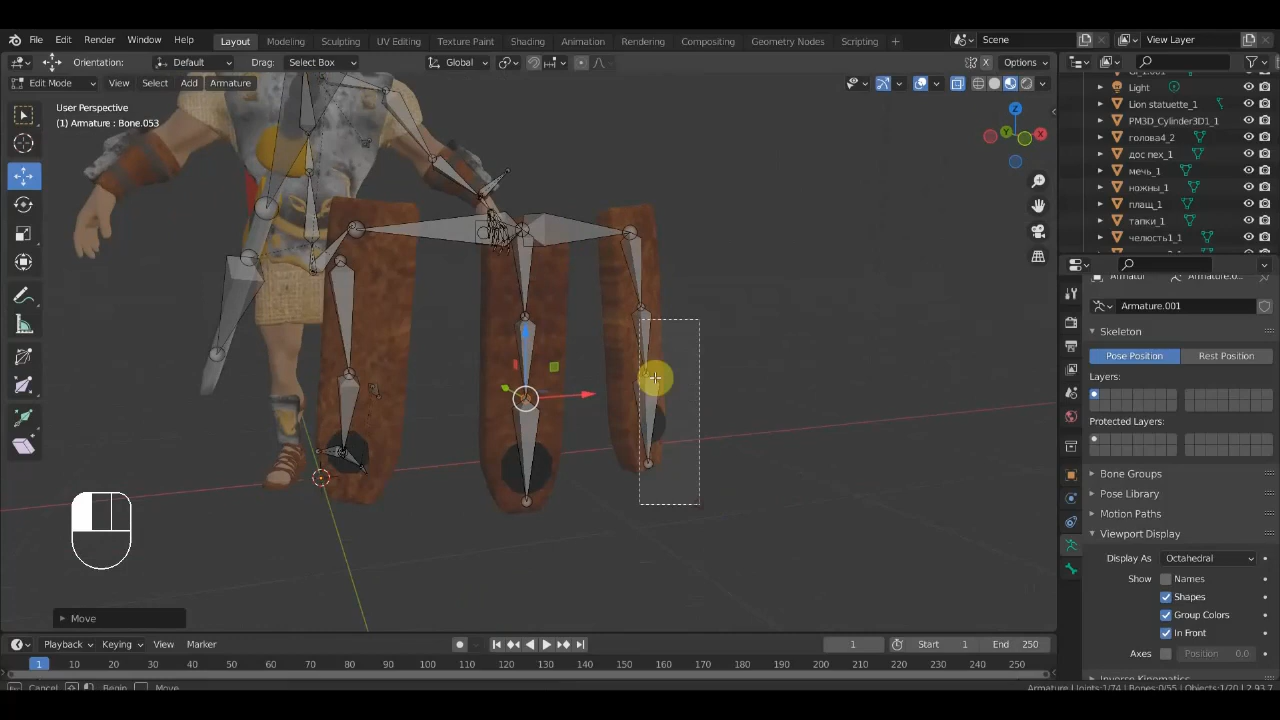 File Edit Render Window Help Layout Modeling Sculpting UV Editing Texture Paint Shading Animation Rendering Compositing Geometry Nodes Scripting + Scene View Layer
Orientation: Default Drag: Select Box Global X Options
Edit Mode View Select Add Armature
User Perspective
(1) Armature : Bone.053
Z
Y X
Light
Lion statuette_1
PM3D_Cylinder3D1_1
голова4_2
дос пех_1
мечь_1
ножны_1
плащ_1
тапки_1
челюсть1_1
Armature.001
Skeleton
Pose Position Rest Position
Layers:
Protected Layers:
Bone Groups
Pose Library
Motion Paths
Viewport Display
Display As Octahedral
Show Names
Shapes
Group Colors
In Front
Axes Position 0.0
Move
Playback Keying View Marker 1 Start 1 End 250
1 10 20 30 40 50 60 70 80 90 100 110 120 130 140 150 160 170 180 190 200 210 220 230 240 250